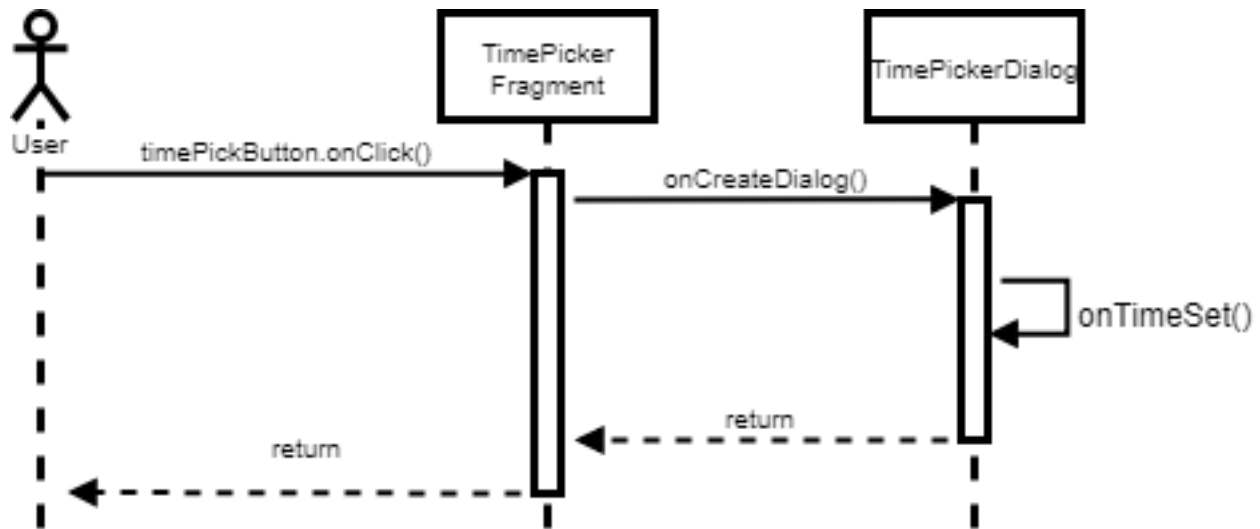 TimePicker
Fragment
TimePickerDialog
User
timePickButton.onClick()
onCreateDialog()
onTimeSet()
return
return